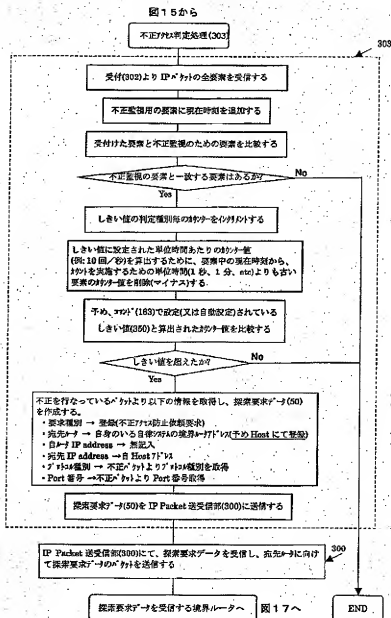 図15から
不正アクセス判定処理(303)
303
受付(302)よりIPパケットの全要素を受信する
不正監視用の要素に現在時刻を追加する
受付けた要素と不正監視のための要素を比較する
不正監視の要素と一致する要素はあるか?
No
Yes
しきい値の判定種別毎のカウンターをインクリメントする
しきい値に設定された単位時間あたりのカウンター値
(例:10回/秒)を算出するために、要素中の現在時刻から、
カウントを実施するための単位時間(1秒、1分、etc)よりも古い
要素のカウンター値を削除(マイナス)する.
予め、コマンド(163)で設定(又は自動設定)されている
しきい値(350)と算出されたカウンター値を比較する
しきい値を超えたか?
No
Yes
不正を行なっているパケットより以下の情報を取得し、探索要求データ(50)
を作成する。
・要求種別 → 登録(不正アクセス防止依頼要求)
・宛先ルータ → 自身のいる自律システムの境界ルータアドレス(予めHostにて登録)
・自ルータ IP address → 無記入
・宛先 IP address → 自 Host アドレス
・プロトコル種別 → 不正パケットよりプロトコル種別を取得
・Port 番号 → 不正パケットより Port 番号取得
探索要求データ(50)を IP Packet 送受信部(300)に送信する
300
IP Packet 送受信部(300)にて、探索要求データを受信し、宛先ルータに向け
て探索要求データのパケットを送信する
探索要求データを受信する境界ルータへ
図17へ
END